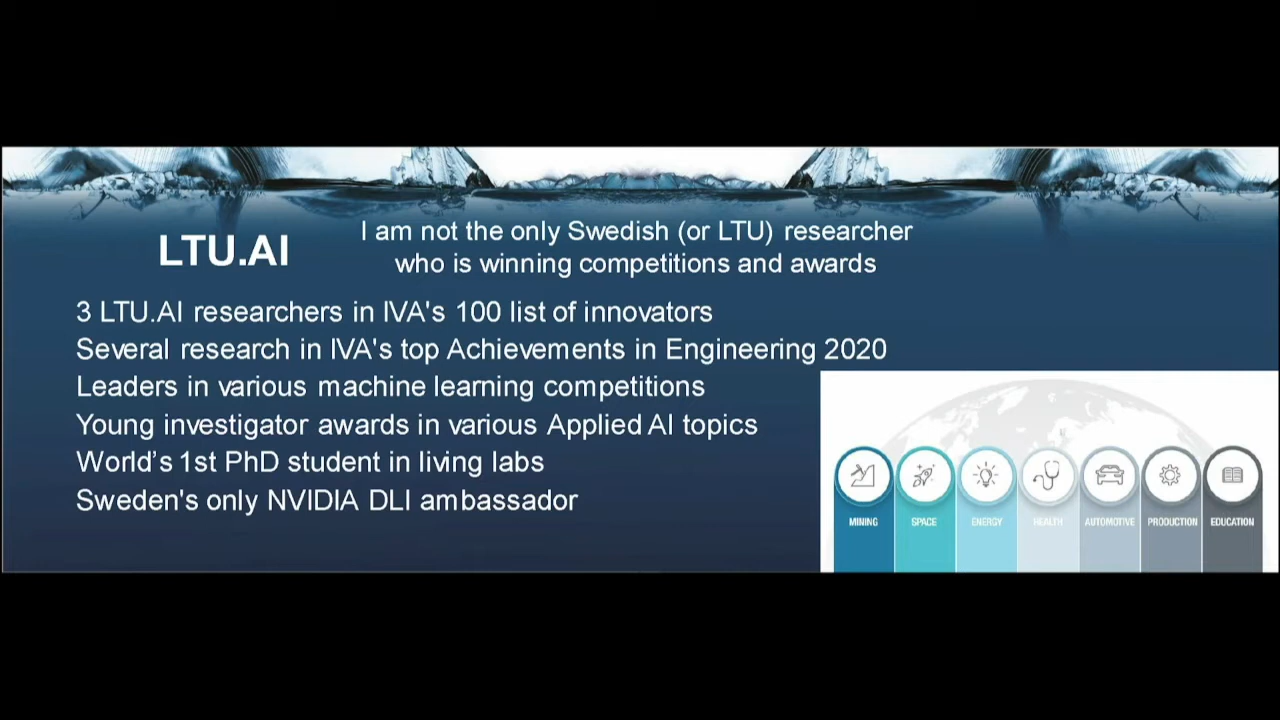 LTU.AI
I am not the only Swedish (or LTU) researcher
who is winning competitions and awards
3 LTU.AI researchers in IVA's 100 list of innovators
Several research in IVA's top Achievements in Engineering 2020
Leaders in various machine learning competitions
Young investigator awards in various Applied AI topics
World’s 1st PhD student in living labs
Sweden's only NVIDIA DLI ambassador
MINING
SPACE
ENERGY
HEALTH
AUTOMOTIVE
PRODUCTION
EDUCATION